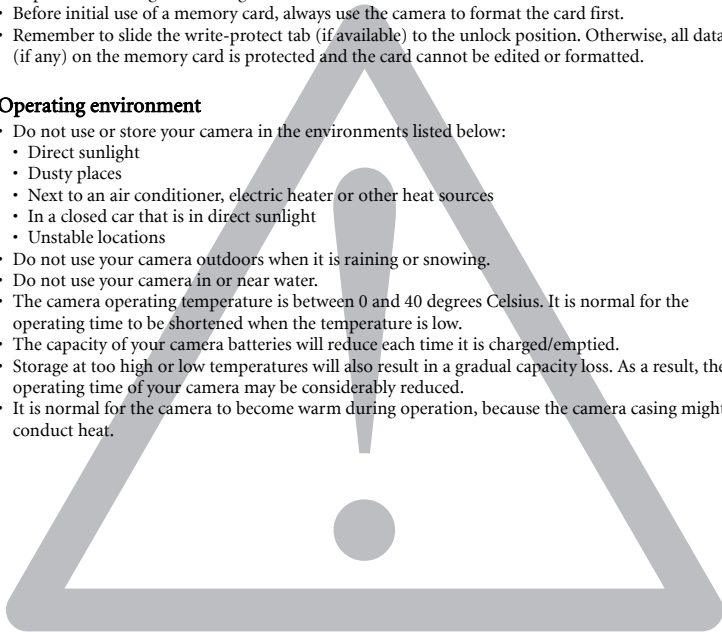 • Before initial use of a memory card, always use the camera to format the card first.
• Remember to slide the write-protect tab (if available) to the unlock position. Otherwise, all data
(if any) on the memory card is protected and the card cannot be edited or formatted.
Operating environment
• Do not use or store your camera in the environments listed below:
• Direct sunlight
• Dusty places
• Next to an air conditioner, electric heater or other heat sources
• In a closed car that is in direct sunlight
• Unstable locations
• Do not use your camera outdoors when it is raining or snowing.
• Do not use your camera in or near water.
• The camera operating temperature is between 0 and 40 degrees Celsius. It is normal for the
operating time to be shortened when the temperature is low.
• The capacity of your camera batteries will reduce each time it is charged/emptied.
• Storage at too high or low temperatures will also result in a gradual capacity loss. As a result, the
operating time of your camera may be considerably reduced.
• It is normal for the camera to become warm during operation, because the camera casing might
conduct heat.